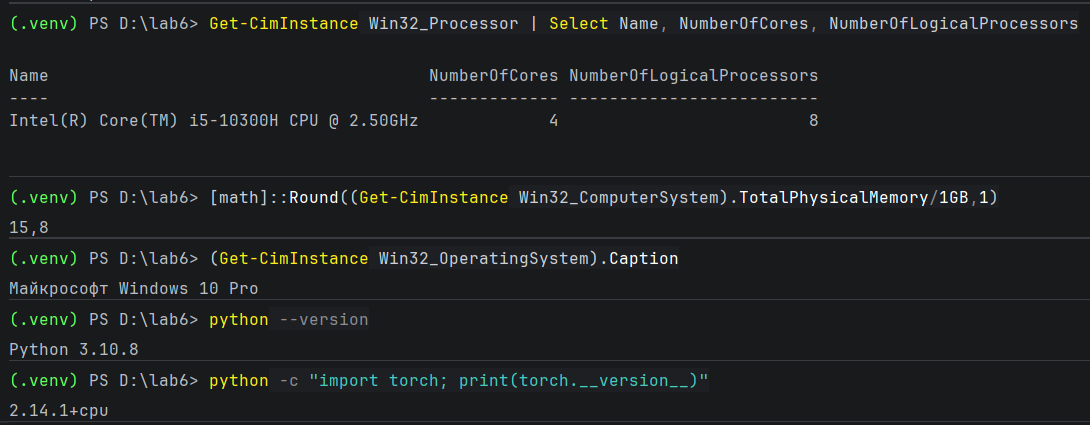 (.venv) PS D:\lab6> Get-CimInstance Win32_Processor | Select Name, NumberOfCores, NumberOfLogicalProcessors
Name NumberOfCores NumberOfLogicalProcessors
---- ------------- -------------------------
Intel(R) Core(TM) i5-10300H CPU @ 2.50GHz 4 8
(.venv) PS D:\lab6> [math]::Round((Get-CimInstance Win32_ComputerSystem).TotalPhysicalMemory/1GB,1)
15,8
(.venv) PS D:\lab6> (Get-CimInstance Win32_OperatingSystem).Caption
Майкрософт Windows 10 Pro
(.venv) PS D:\lab6> python --version
Python 3.10.8
(.venv) PS D:\lab6> python -c "import torch; print(torch.__version__)"
2.14.1+cpu